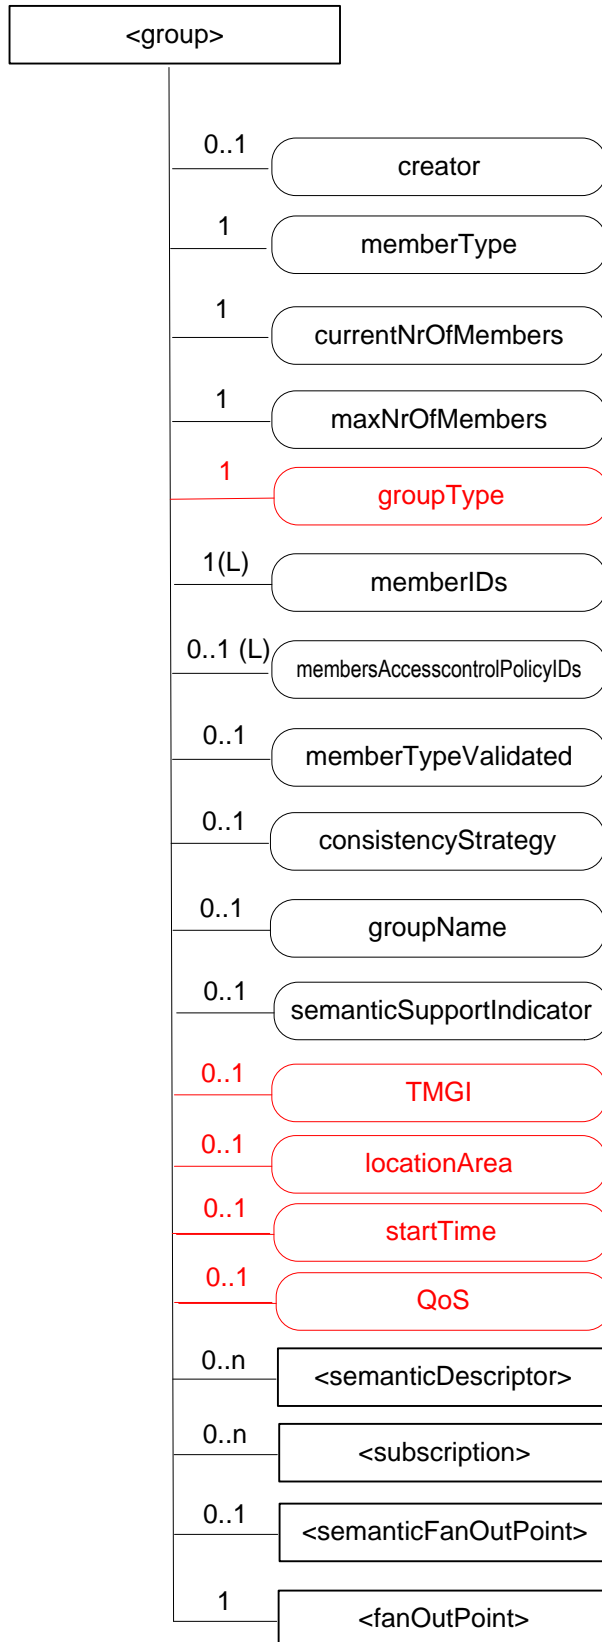 <group>
0..1
creator
1
memberType
1
currentNrOfMembers
1
maxNrOfMembers
1
groupType
1(L)
memberIDs
0..1 (L)
membersAccesscontrolPolicyIDs
0..1
memberTypeValidated
0..1
consistencyStrategy
0..1
groupName
0..1
semanticSupportIndicator
0..1
TMGI
0..1
locationArea
0..1
startTime
0..1
QoS
0..n
<semanticDescriptor>
0..n
<subscription>
0..1
<semanticFanOutPoint>
1
<fanOutPoint>